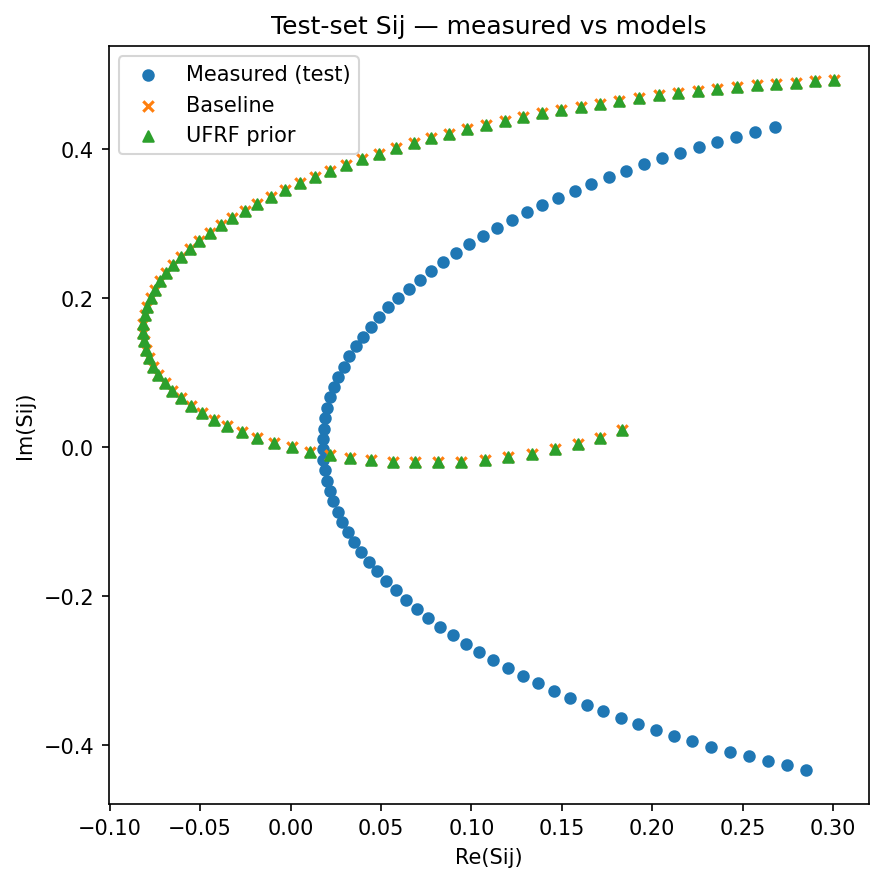 Test-set Sij — measured vs models
Measured (test)
Baseline
UFRF prior
0.4
0.2
0.0
−0.2
−0.4
Im(Sij)
−0.10 −0.05 0.00 0.05 0.10 0.15 0.20 0.25 0.30
Re(Sij)